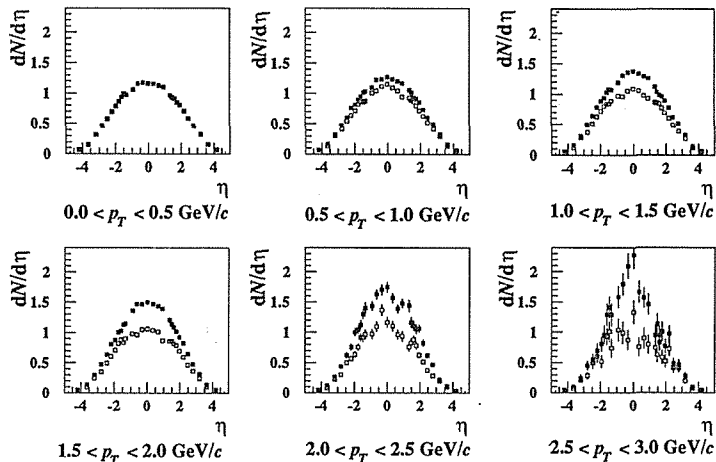 dN/dη dN/dη dN/dη
2 2 2
1.5 1.5 1.5
1 1 1
0.5 0.5 0.5
0 0 0
-4 -2 0 2 4 -4 -2 0 2 4 -4 -2 0 2 4
η η η
0.0 < p_T < 0.5 GeV/c 0.5 < p_T < 1.0 GeV/c 1.0 < p_T < 1.5 GeV/c
dN/dη dN/dη dN/dη
2 2 2
1.5 1.5 1.5
1 1 1
0.5 0.5 0.5
0 0 0
-4 -2 0 2 4 -4 -2 0 2 4 -4 -2 0 2 4
η η η
1.5 < p_T < 2.0 GeV/c 2.0 < p_T < 2.5 GeV/c 2.5 < p_T < 3.0 GeV/c